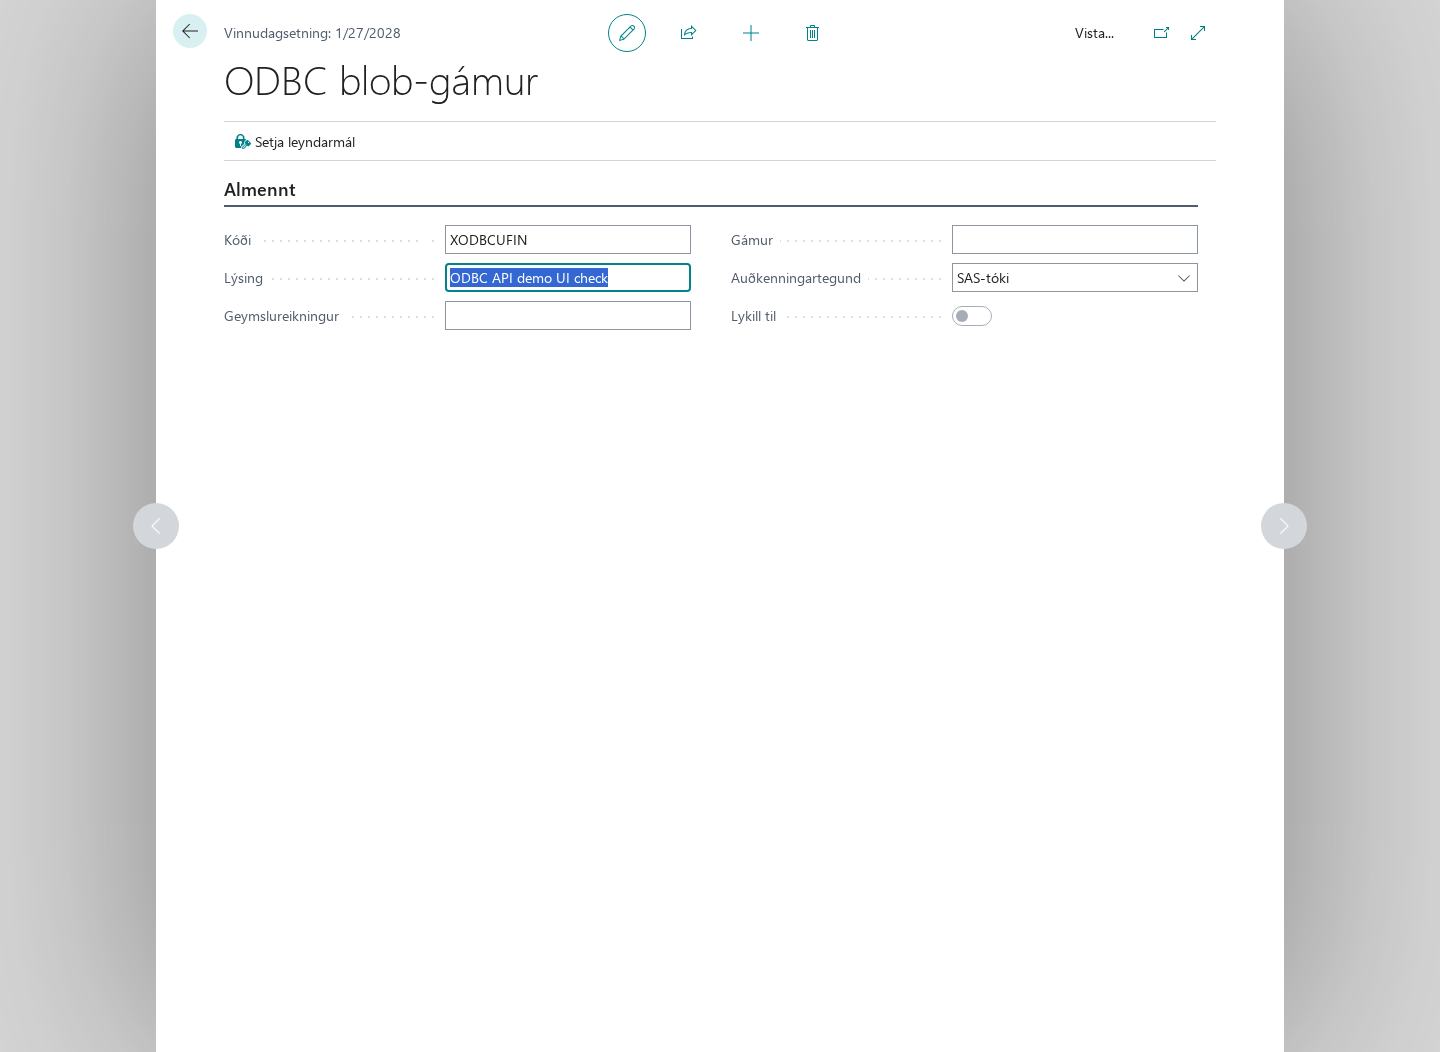 Vinnudagsetning: 1/27/2028
Vista...
ODBC blob-gámur
Setja leyndarmál
Almennt
Kóði
XODBCUFIN
Lýsing
ODBC API demo UI check
Geymslureikningur
Gámur
Auðkenningartegund
SAS-tóki
Lykill til